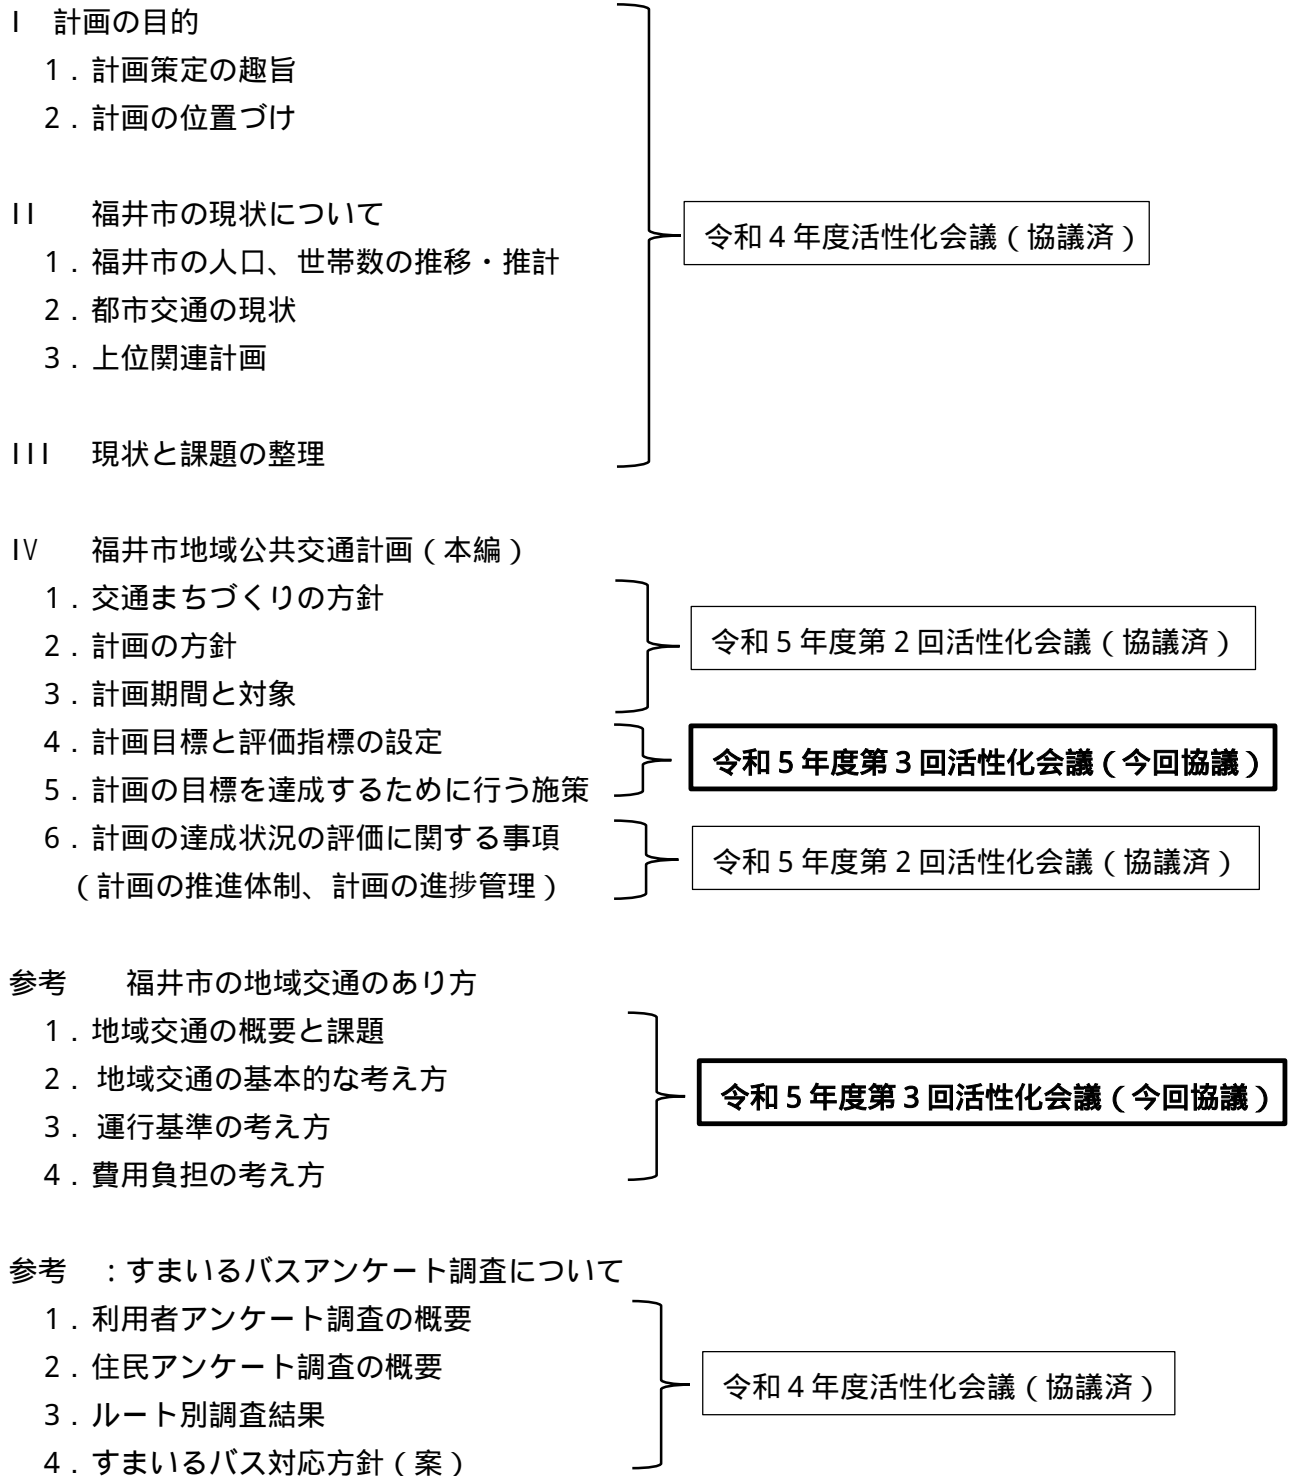 I 計画の目的
1．計画策定の趣旨
2．計画の位置づけ
II 福井市の現状について
令和４年度活性化会議（協議済）
1．福井市の人口、世帯数の推移・推計
2．都市交通の現状
3．上位関連計画
III 現状と課題の整理
IV 福井市地域公共交通計画（本編）
1．交通まちづくりの方針
2．計画の方針
令和５年度第２回活性化会議（協議済）
3．計画期間と対象
4．計画目標と評価指標の設定
令和５年度第３回活性化会議（今回協議）
5．計画の目標を達成するために行う施策
6．計画の達成状況の評価に関する事項
令和５年度第２回活性化会議（協議済）
（計画の推進体制、計画の進捗管理）
参考 福井市の地域交通のあり方
1．地域交通の概要と課題
2．地域交通の基本的な考え方
令和５年度第３回活性化会議（今回協議）
3．運行基準の考え方
4．費用負担の考え方
参考 ：すまいるバスアンケート調査について
1．利用者アンケート調査の概要
2．住民アンケート調査の概要
令和４年度活性化会議（協議済）
3．ルート別調査結果
4．すまいるバス対応方針（案）